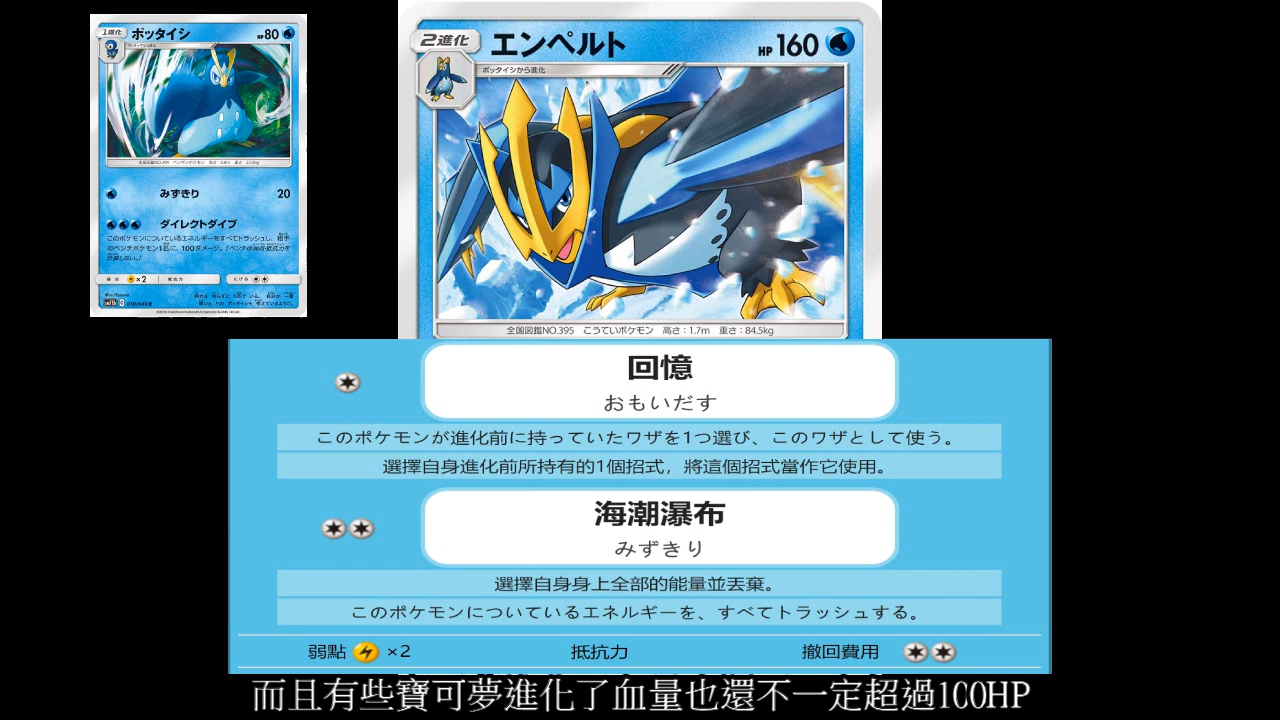 1進化 ポッタイシ HP80
みずきり 20
ダイレクトダイブ
このポケモンについているエネルギーをすべてトラッシュし、相手
のベンチポケモン1匹に、100ダメージ。
×2
2進化 エンペルト HP 160
ポッタイシから進化
全国図鑑NO.395 こうていポケモン 高さ：1.7m 重さ：84.5kg
回憶
おもいだす
このポケモンが進化前に持っていたワザを1つ選び、このワザとして使う。
選擇自身進化前所持有的1個招式，將這個招式當作它使用。
海潮瀑布
みずきり
選擇自身身上全部的能量並丟棄。
このポケモンについているエネルギーを、すべてトラッシュする。
弱點 ×2 抵抗力 撤回費用
而且有些寶可夢進化了血量也還不一定超過100HP